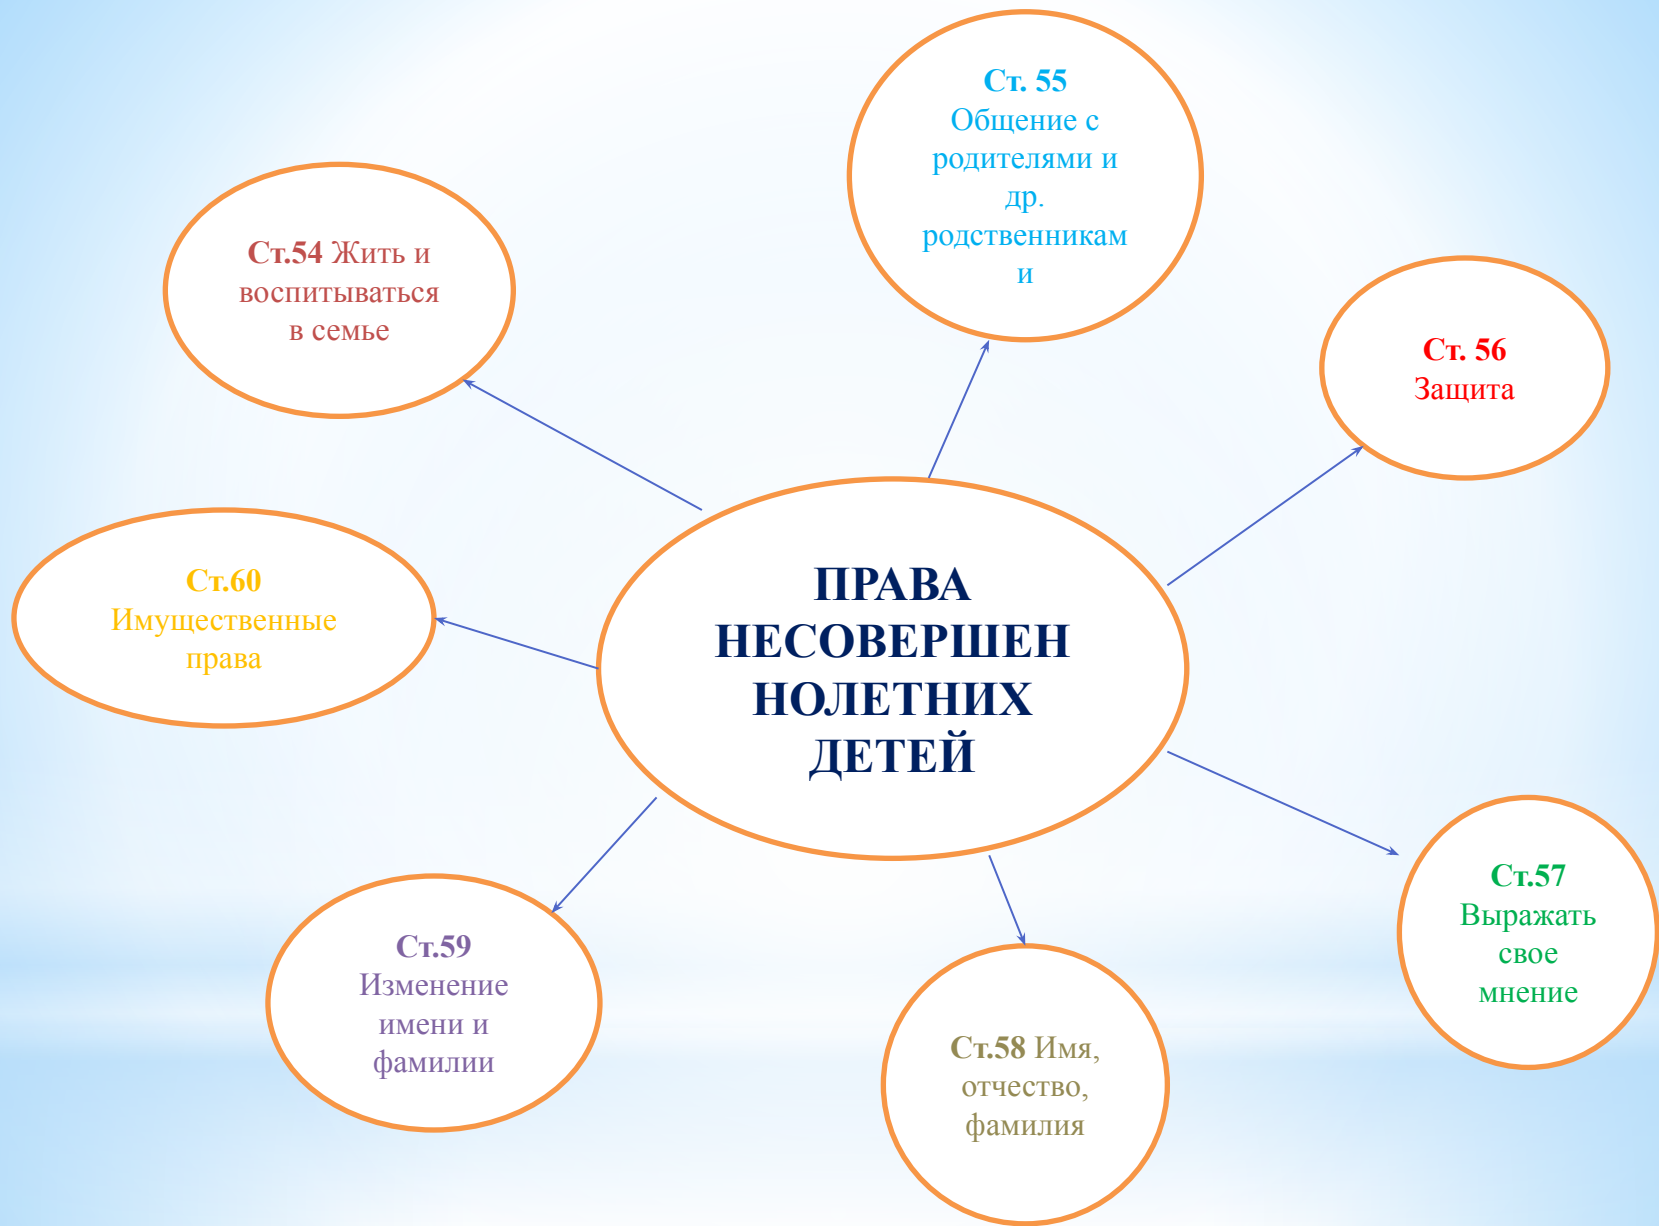 Ст. 55
Общение с
родителями и
др.
родственникам
и
Ст.54 Жить и
воспитываться
в семье
Ст. 56
Защита
Ст.60
Имущественные
права
ПРАВА
НЕСОВЕРШЕН
НОЛЕТНИХ
ДЕТЕЙ
Ст.57
Выражать
свое
мнение
Ст.59
Изменение
имени и
фамилии
Ст.58 Имя,
отчество,
фамилия